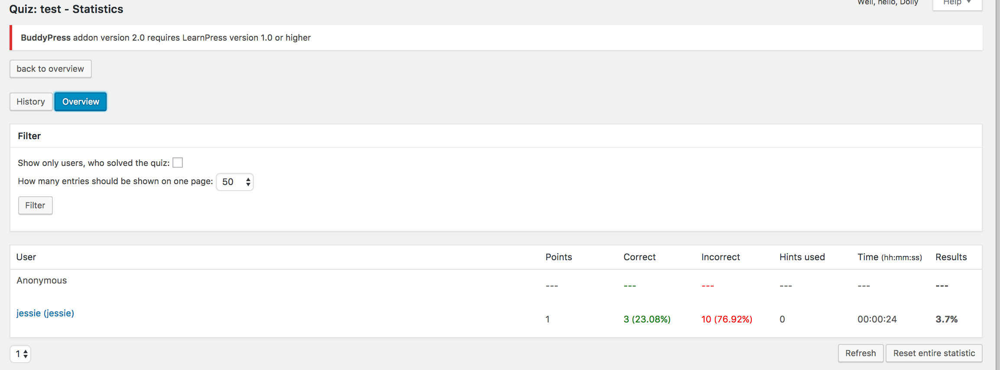 Well, hello, Dolly
Help ▼
Quiz: test - Statistics
BuddyPress addon version 2.0 requires LearnPress version 1.0 or higher
back to overview
History Overview
Filter
Show only users, who solved the quiz:
How many entries should be shown on one page: 50
Filter
User Points Correct Incorrect Hints used Time (hh:mm:ss) Results
Anonymous --- --- --- --- --- ---
jessie (jessie) 1 3 (23.08%) 10 (76.92%) 0 00:00:24 3.7%
1 Refresh Reset entire statistic